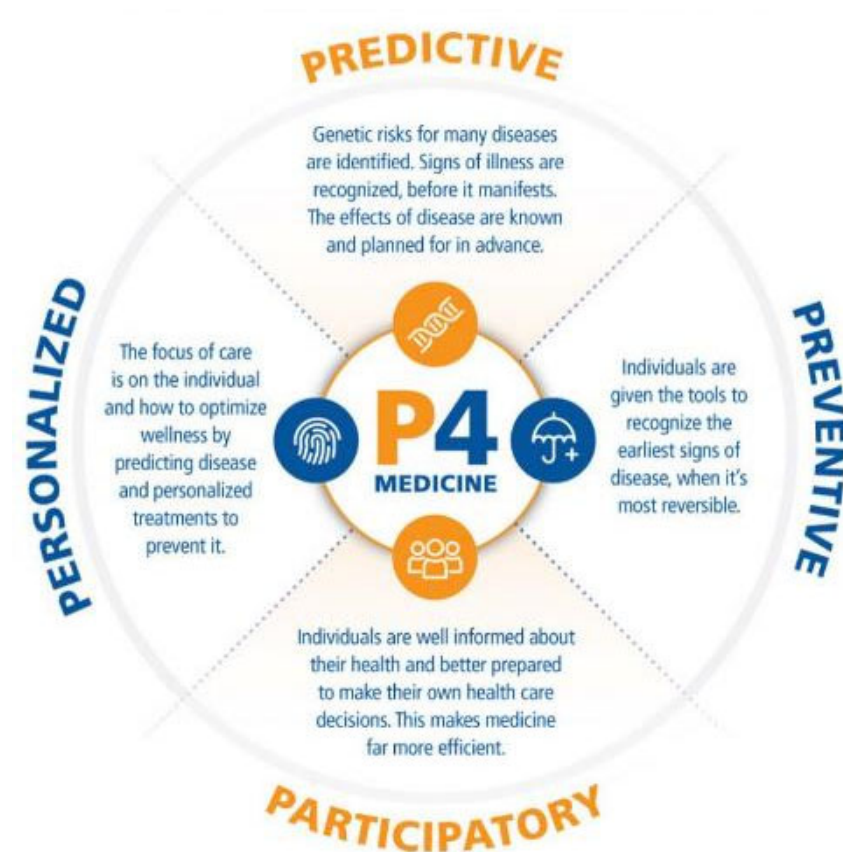 PREDICTIVE
Genetic risks for many diseases
are identified. Signs of illness are
recognized, before it manifests.
The effects of disease are known
and planned for in advance.
PERSONALIZED
The focus of care
is on the individual
and how to optimize
wellness by
predicting disease
and personalized
treatments to
prevent it.
P4
MEDICINE
Individuals are
given the tools to
recognize the
earliest signs of
disease, when it's
most reversible.
PREVENTIVE
Individuals are well informed about
their health and better prepared
to make their own health care
decisions. This makes medicine
far more efficient.
PARTICIPATORY